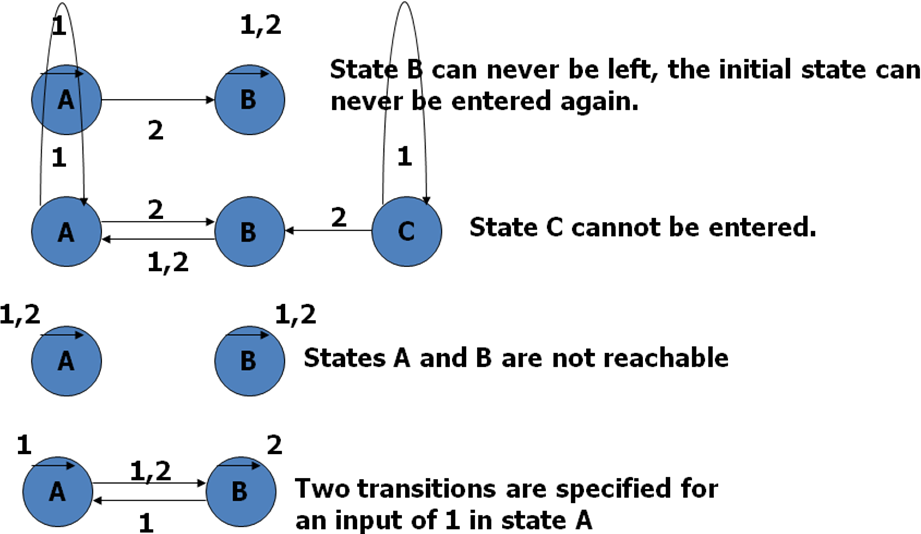 1
1,2
A
B
2
State B can never be left, the initial state can
never be entered again.
1
1
A
2
B
2
C
1,2
State C cannot be entered.
1,2
1,2
A
B
States A and B are not reachable
1
1,2
2
A
B
1
Two transitions are specified for
an input of 1 in state A